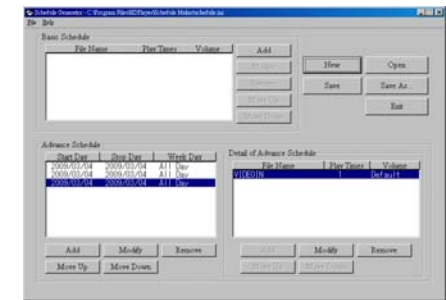 Schedule Generator - C:\Program Files\HDPlayer\Schedule Maker\schedule.ini
File Help
Basic Schedule
File Name Play Times Volume
Add
Modify
Remove
Move Up
Move Down
New Open
Save Save As..
Exit
Advance Schedule
Start Day Stop Day Week Day
2009/03/04 2009/03/04 All Day
2009/03/04 2009/03/04 All Day
2009/03/04 2009/03/04 All Day
Add Modify Remove
Move Up Move Down
Detail of Advance Schedule
File Name Play Times Volume
VIDEOIN 1 Default
Add Modify Remove
Move Up Move Down